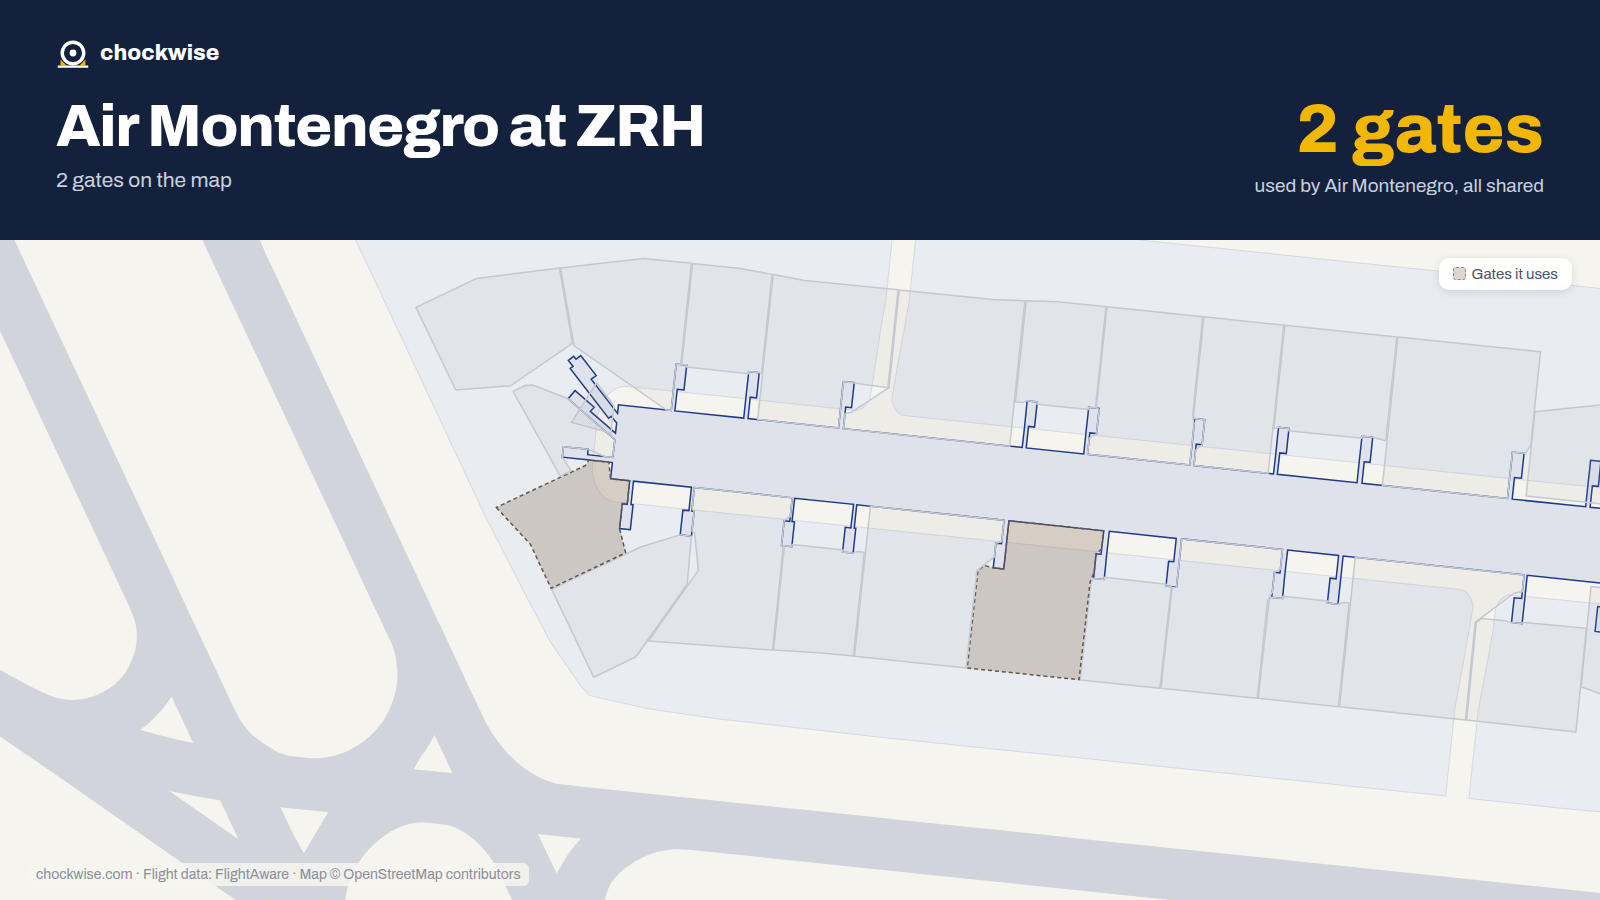 chockwise
Air Montenegro at ZRH
2 gates on the map
2 gates
used by Air Montenegro, all shared
Gates it uses
chockwise.com · Flight data: FlightAware · Map © OpenStreetMap contributors